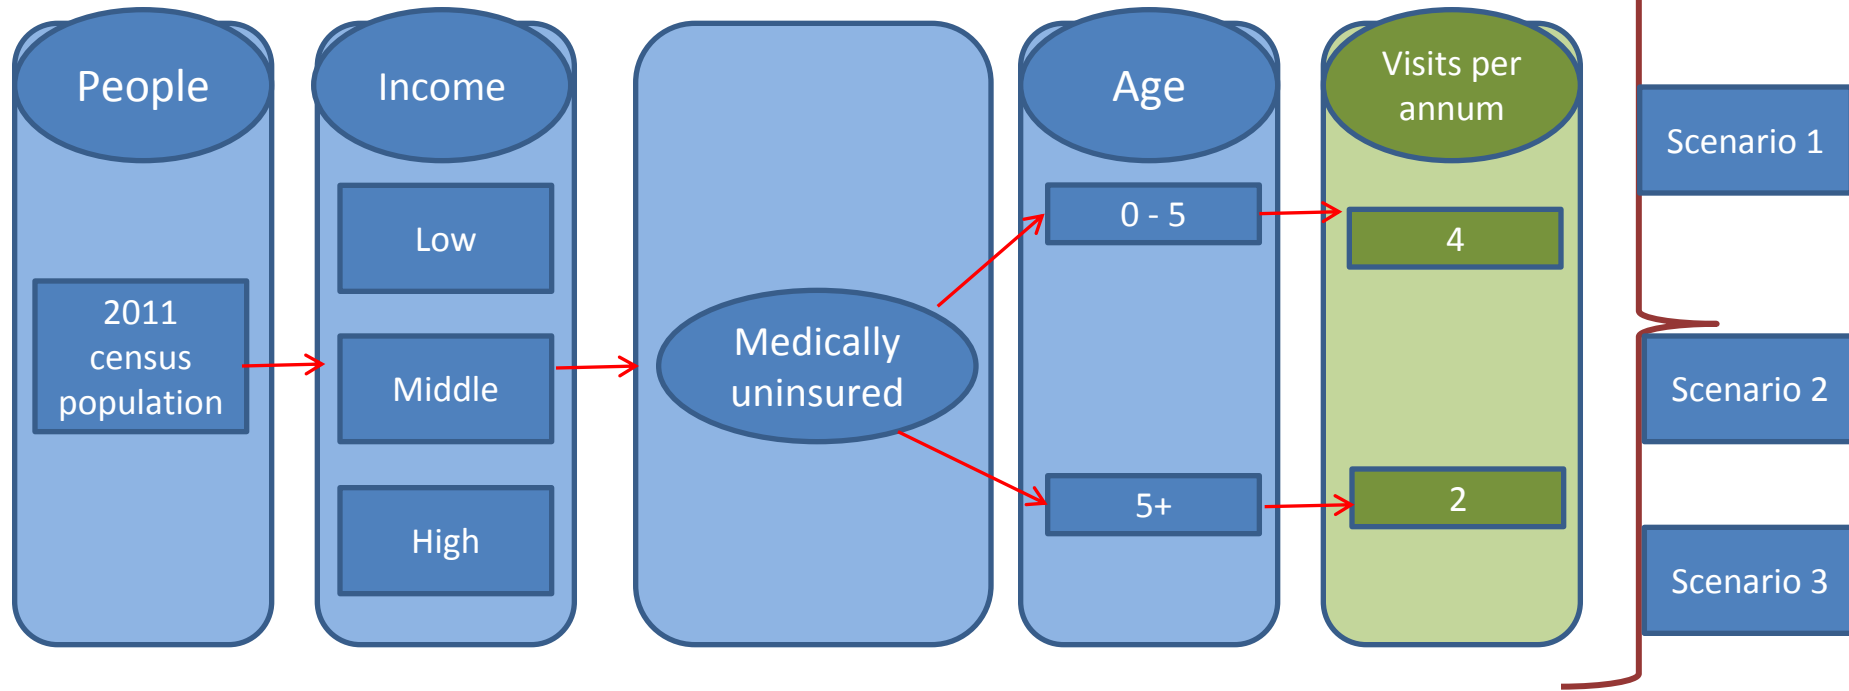 People
2011
census
population
Income
Low
Middle
High
Medically
uninsured
Age
0 - 5
5+
Visits per
annum
4
2
Scenario 1
Scenario 2
Scenario 3